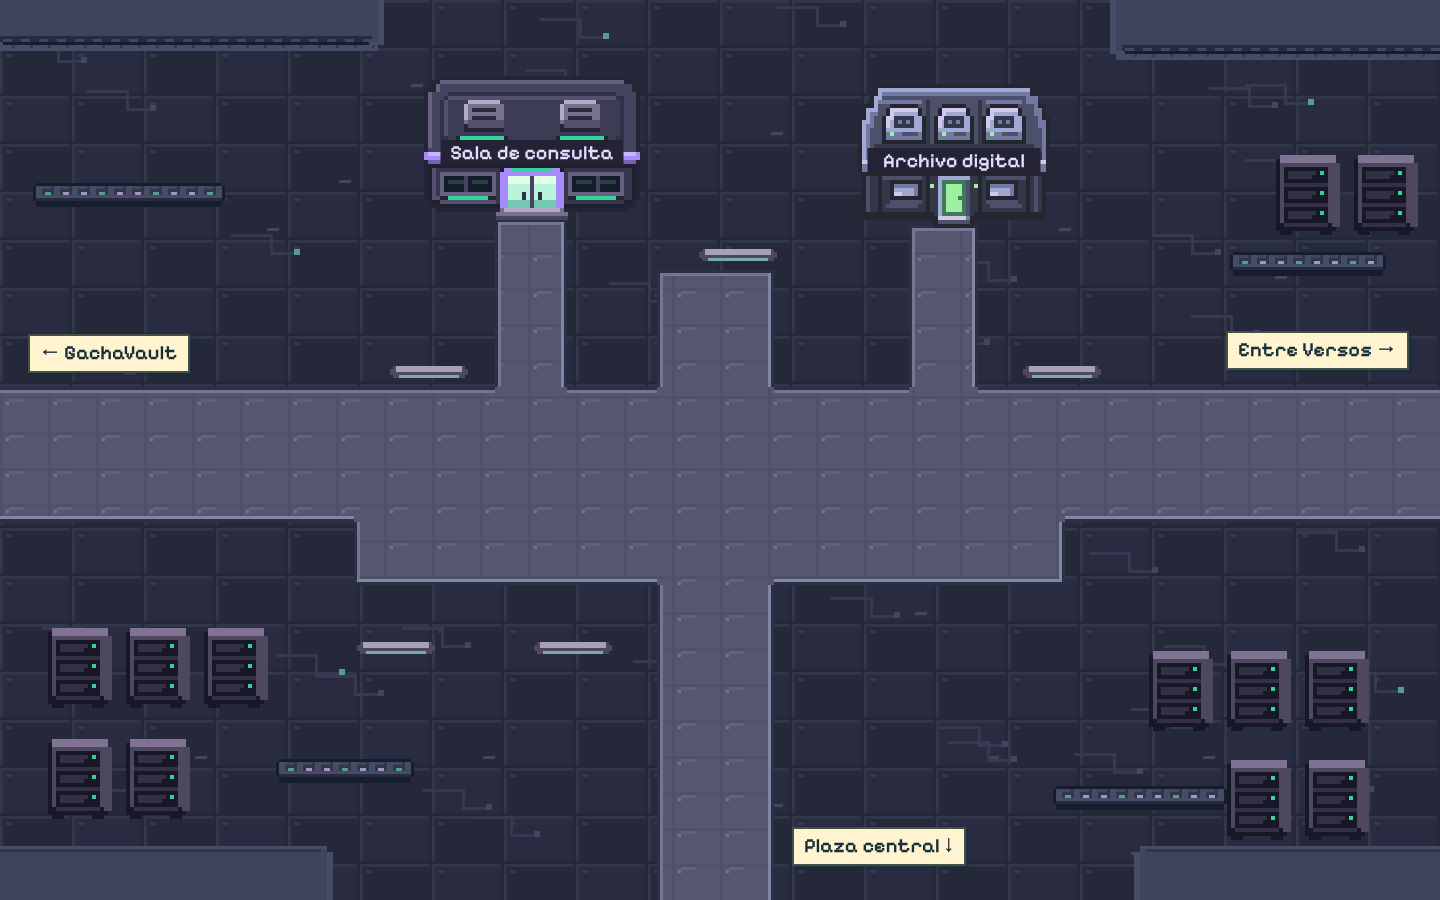 Sala de consulta
Archivo digital
← GachaVault
Entre Versos →
Plaza central ↓